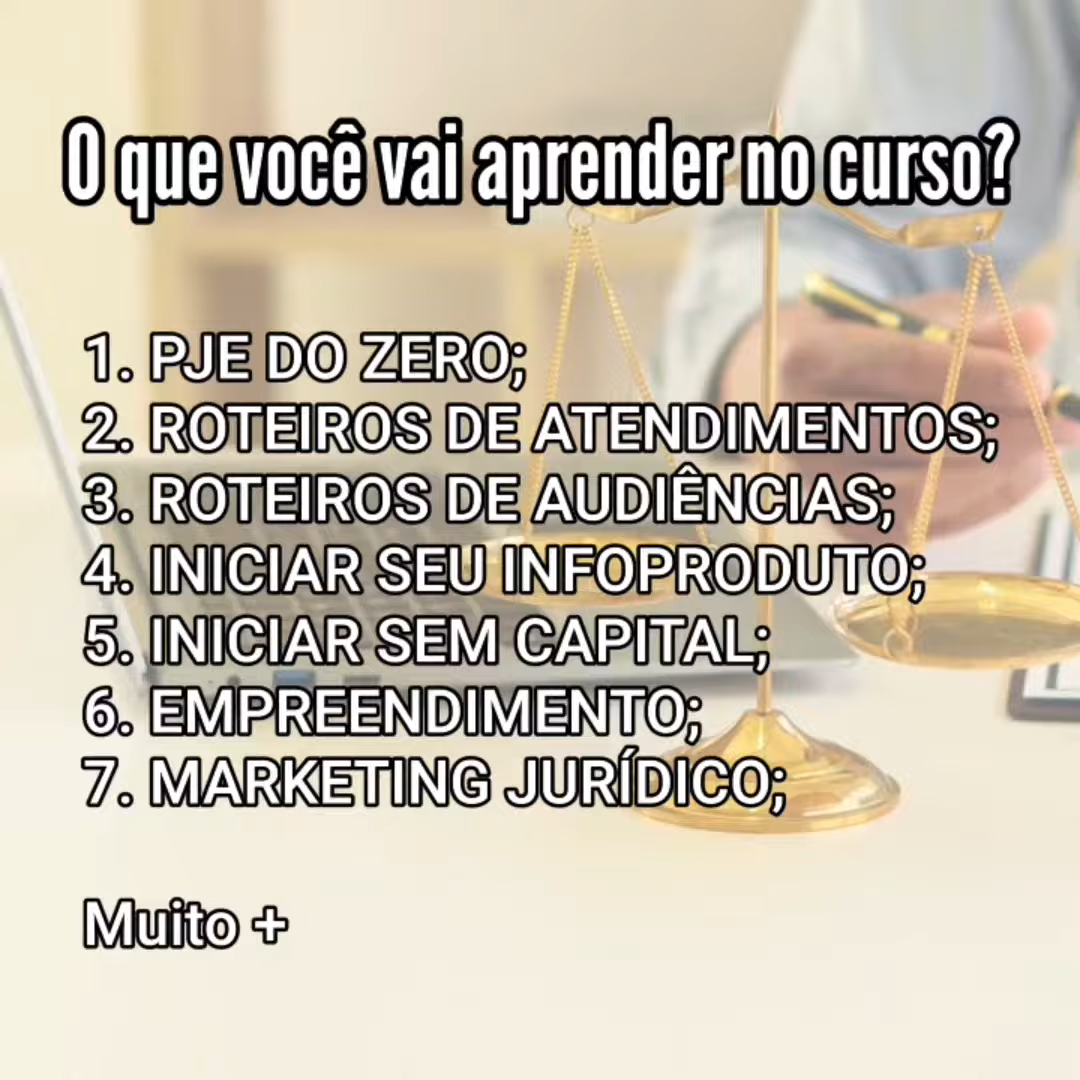 O que você vai aprender no curso?
1. PJE DO ZERO;
2. ROTEIROS DE ATENDIMENTOS;
3. ROTEIROS DE AUDIÊNCIAS;
4. INICIAR SEU INFOPRODUTO;
5. INICIAR SEM CAPITAL;
6. EMPREENDIMENTO;
7. MARKETING JURÍDICO;
Muito +